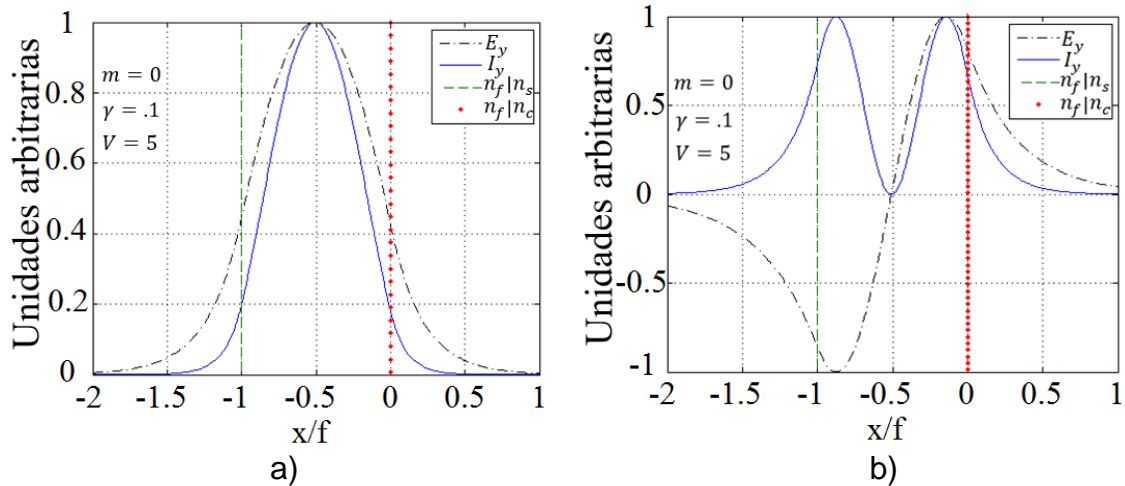 Unidades arbitrarias
1
0.8
0.6
0.4
0.2
0
m = 0
γ = .1
V = 5
E_y
I_y
n_f|n_s
n_f|n_c
-2 -1.5 -1 -0.5 0 0.5 1
x/f
a)
Unidades arbitrarias
1
0.5
0
-0.5
-1
m = 0
γ = .1
V = 5
E_y
I_y
n_f|n_s
n_f|n_c
-2 -1.5 -1 -0.5 0 0.5 1
x/f
b)